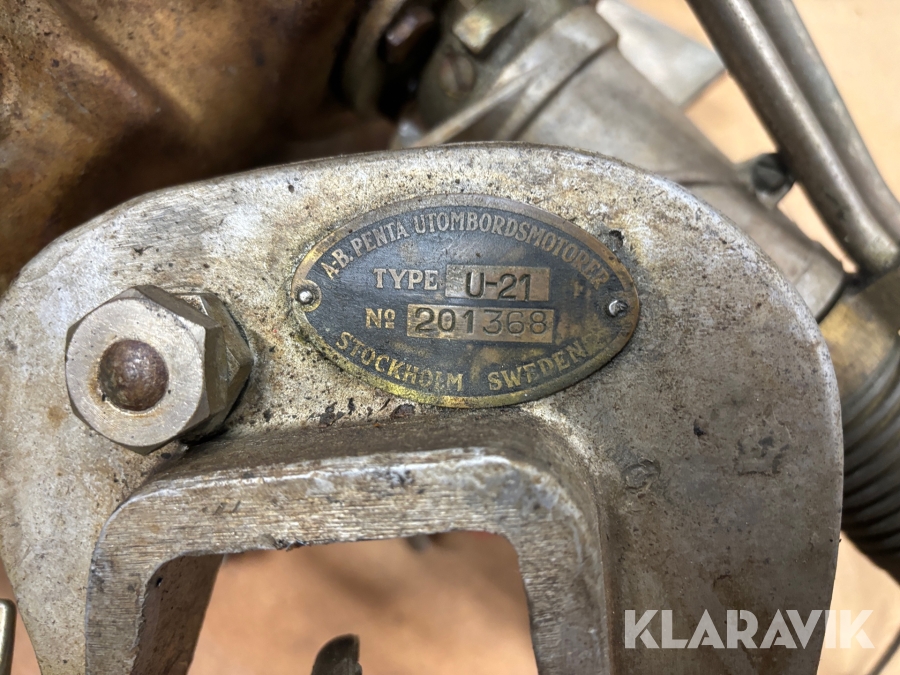 A-B. PENTA UTOMBORDSMOTORER
TYPE U-21
No 201368
STOCKHOLM SWEDEN
KLARAVIK